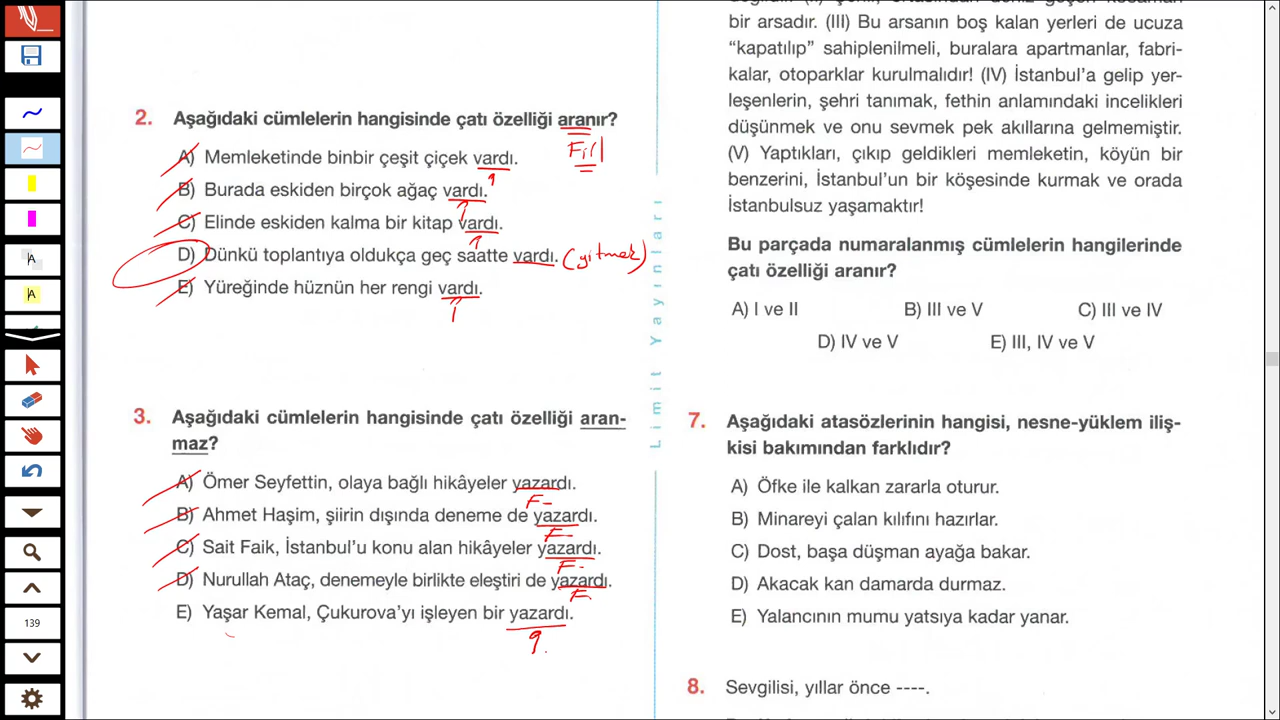 2. Aşağıdaki cümlelerin hangisinde çatı özelliği aranır?
Fiil
A) Memleketinde binbir çeşit çiçek vardı.
B) Burada eskiden birçok ağaç vardı.
C) Elinde eskiden kalma bir kitap vardı.
D) Dünkü toplantıya oldukça geç saatte vardı. (gitmek)
E) Yüreğinde hüznün her rengi vardı.
3. Aşağıdaki cümlelerin hangisinde çatı özelliği aran-
maz?
A) Ömer Seyfettin, olaya bağlı hikâyeler yazardı.
F
B) Ahmet Haşim, şiirin dışında deneme de yazardı.
F
C) Sait Faik, İstanbul’u konu alan hikâyeler yazardı.
F
D) Nurullah Ataç, denemeyle birlikte eleştiri de yazardı.
F
E) Yaşar Kemal, Çukurova’yı işleyen bir yazardı.
Limit Yayınları
bir arsadır. (III) Bu arsanın boş kalan yerleri de ucuza
“kapatılıp” sahiplenilmeli, buralara apartmanlar, fabri-
kalar, otoparklar kurulmalıdır! (IV) İstanbul’a gelip yer-
leşenlerin, şehri tanımak, fethin anlamındaki incelikleri
düşünmek ve onu sevmek pek akıllarına gelmemiştir.
(V) Yaptıkları, çıkıp geldikleri memleketin, köyün bir
benzerini, İstanbul’un bir köşesinde kurmak ve orada
İstanbulsuz yaşamaktır!
Bu parçada numaralanmış cümlelerin hangilerinde
çatı özelliği aranır?
A) I ve II B) III ve V C) III ve IV
D) IV ve V E) III, IV ve V
7. Aşağıdaki atasözlerinin hangisi, nesne-yüklem iliş-
kisi bakımından farklıdır?
A) Öfke ile kalkan zararla oturur.
B) Minareyi çalan kılıfını hazırlar.
C) Dost, başa düşman ayağa bakar.
D) Akacak kan damarda durmaz.
E) Yalancının mumu yatsıya kadar yanar.
8. Sevgilisi, yıllar önce ----.
A
A
139